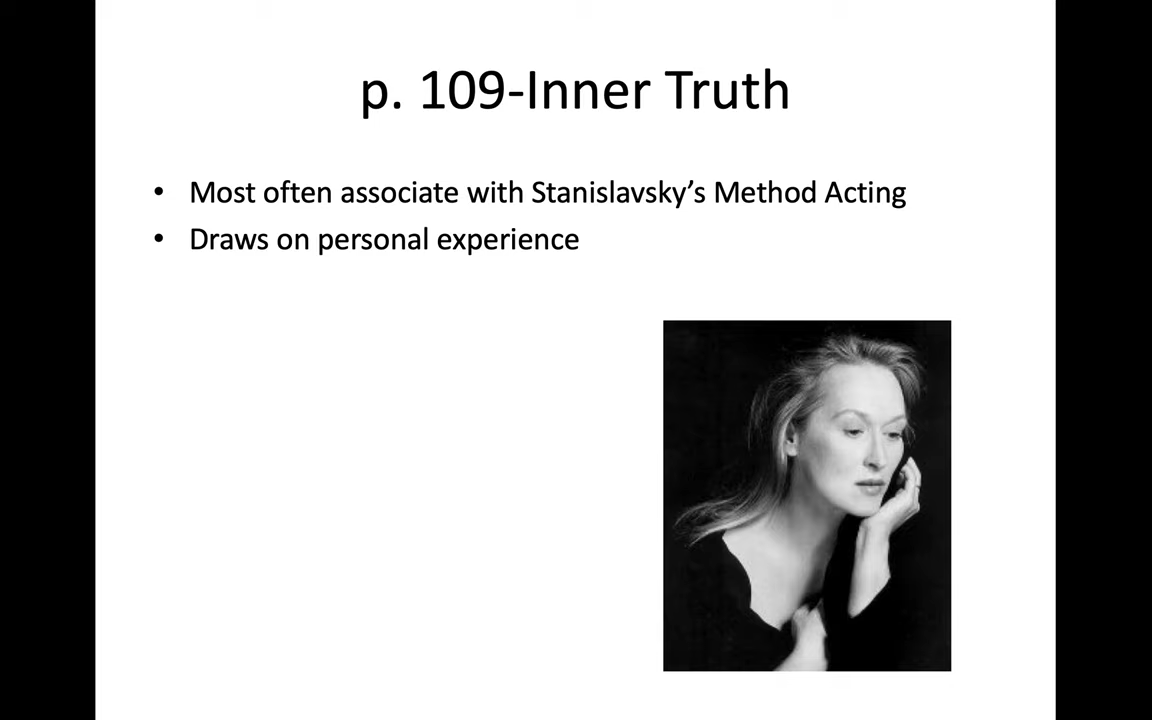 p. 109-Inner Truth
• Most often associate with Stanislavsky’s Method Acting
• Draws on personal experience